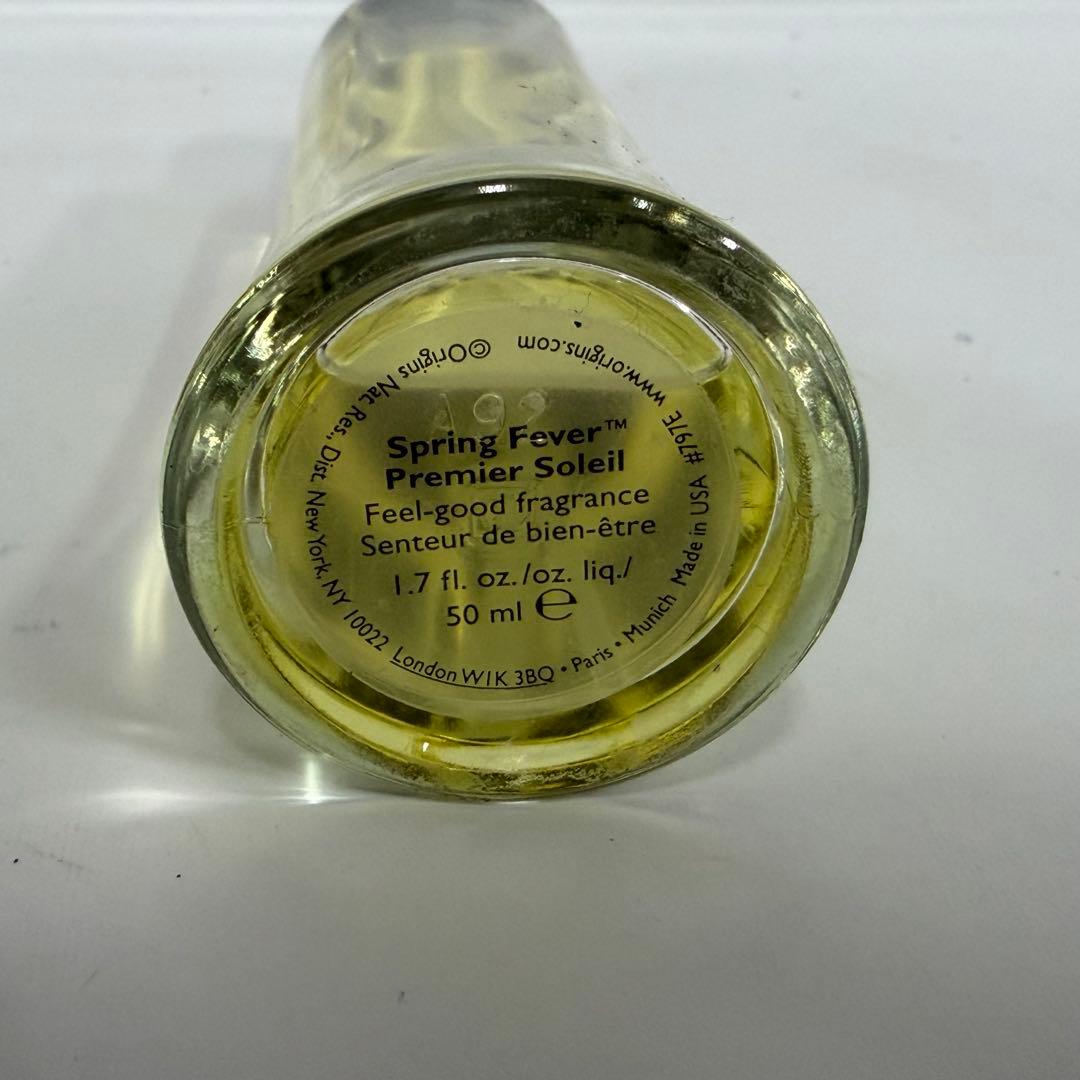 Spring Fever™
Premier Soleil
Feel-good fragrance
Senteur de bien-être
1.7 fl. oz./oz. liq./
50 ml ℮
©Origins Nat. Res., Dist. New York, NY 10022 London W1K 3BQ • Paris • Munich Made in USA #797E www.origins.com